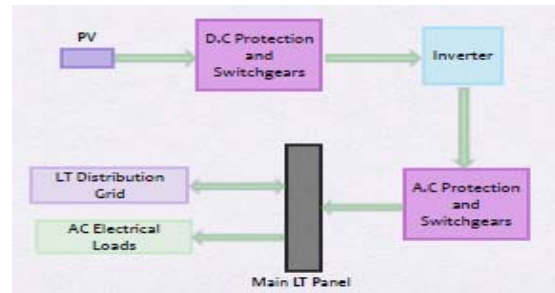 PV
D.C Protection
and
Switchgears
Inverter
LT Distribution
Grid
A.C Protection
and
Switchgears
AC Electrical
Loads
Main LT Panel